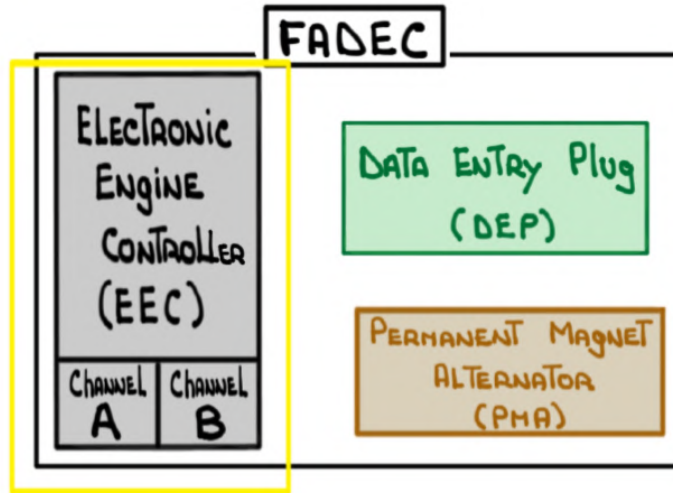 FADEC
ELECTRONIC
ENGINE
CONTROLLER
(EEC)
CHANNEL
A
CHANNEL
B
DATA ENTRY PLUG
(DEP)
PERMANENT MAGNET
ALTERNATOR
(PMA)